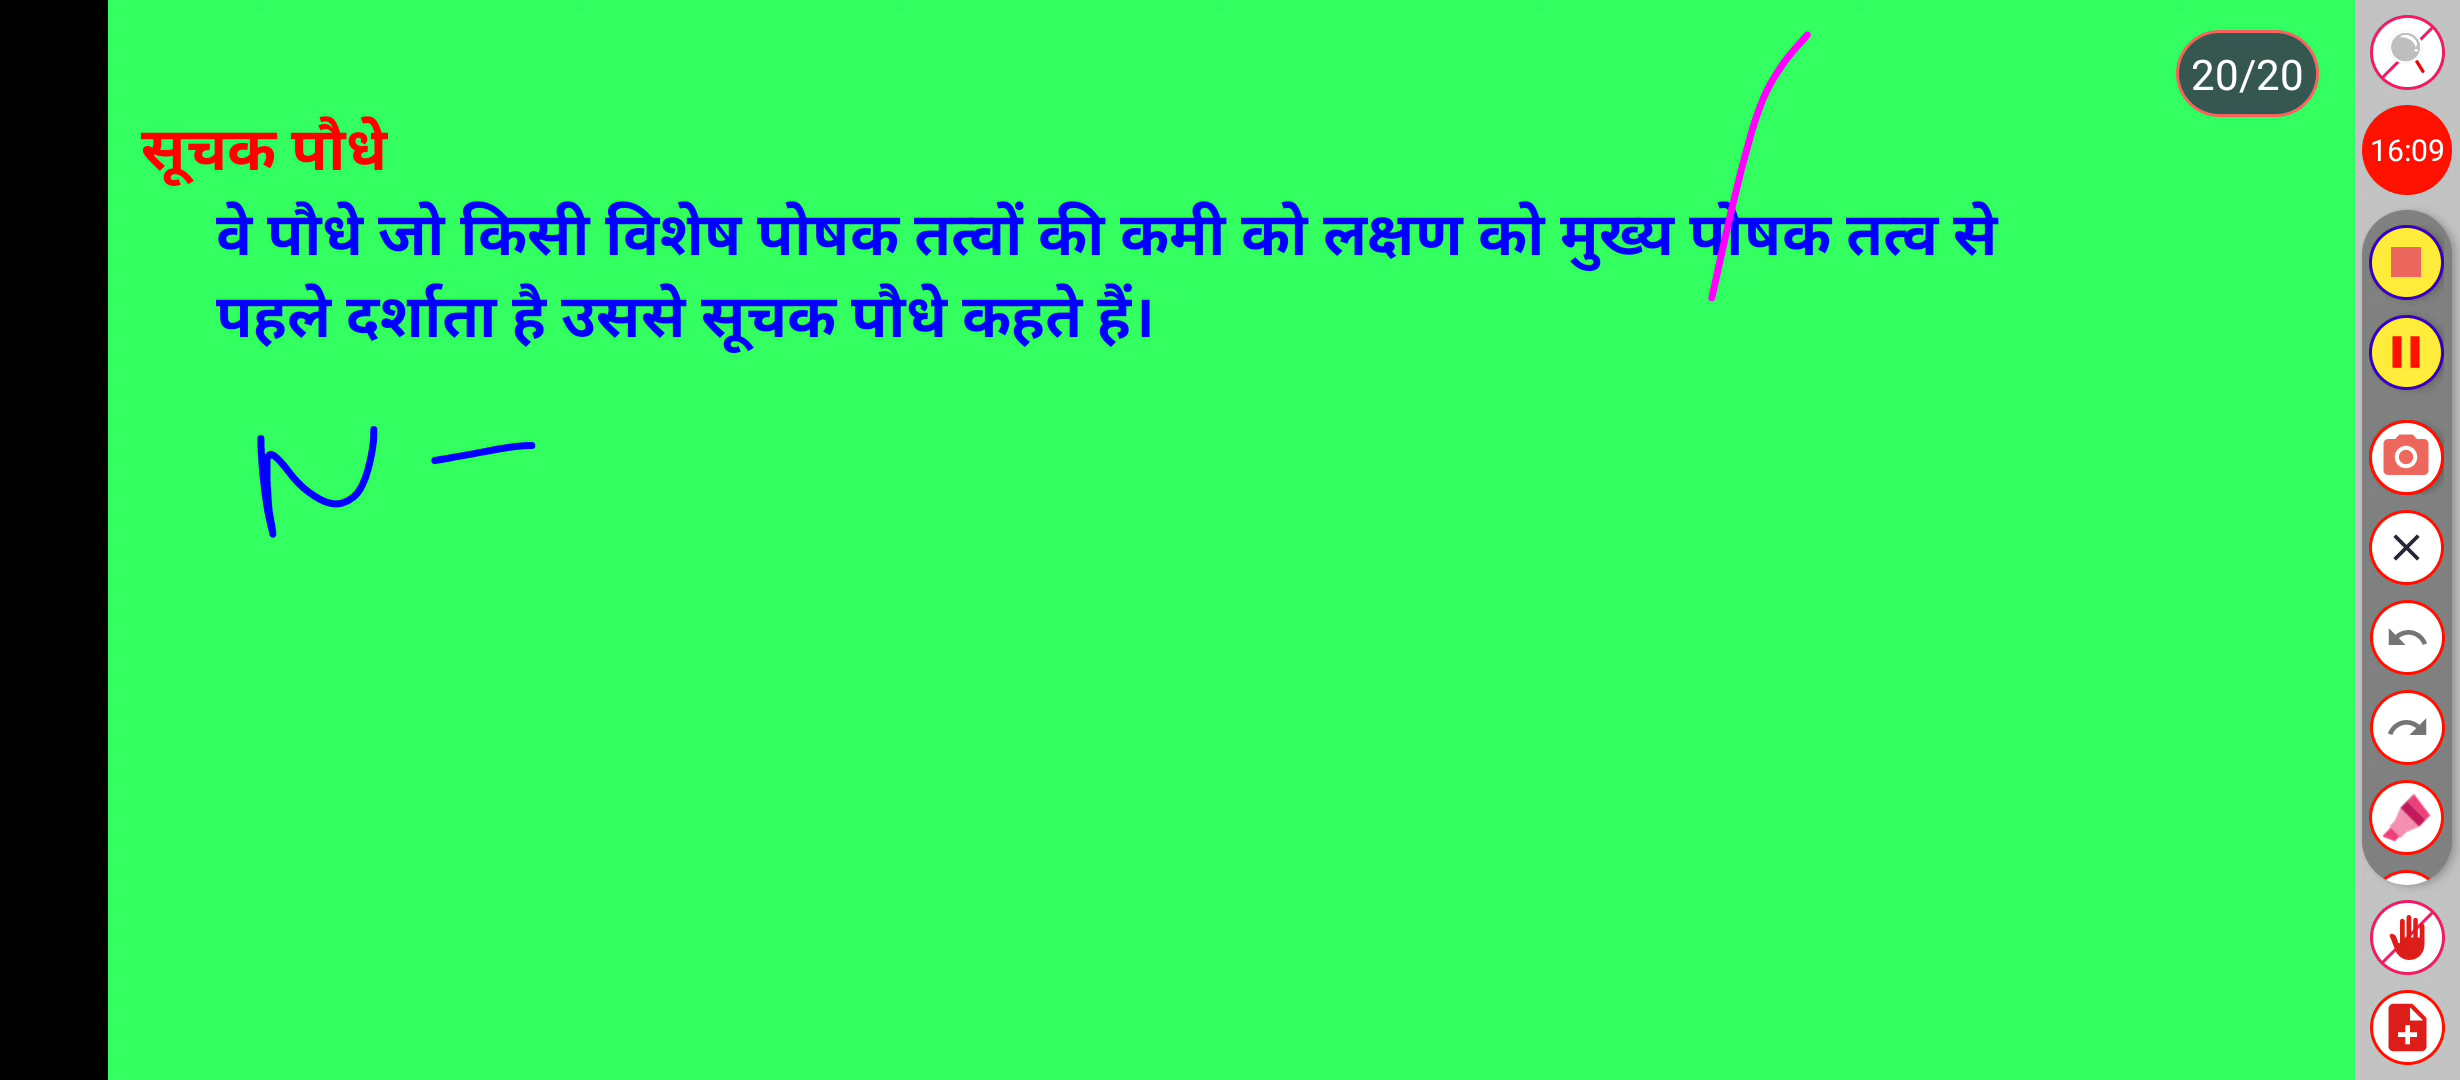 20/20
16:09
सूचक पौधे
वे पौधे जो किसी विशेष पोषक तत्वों की कमी को लक्षण को मुख्य पोषक तत्व से
पहले दर्शाता है उससे सूचक पौधे कहते हैं।
N —